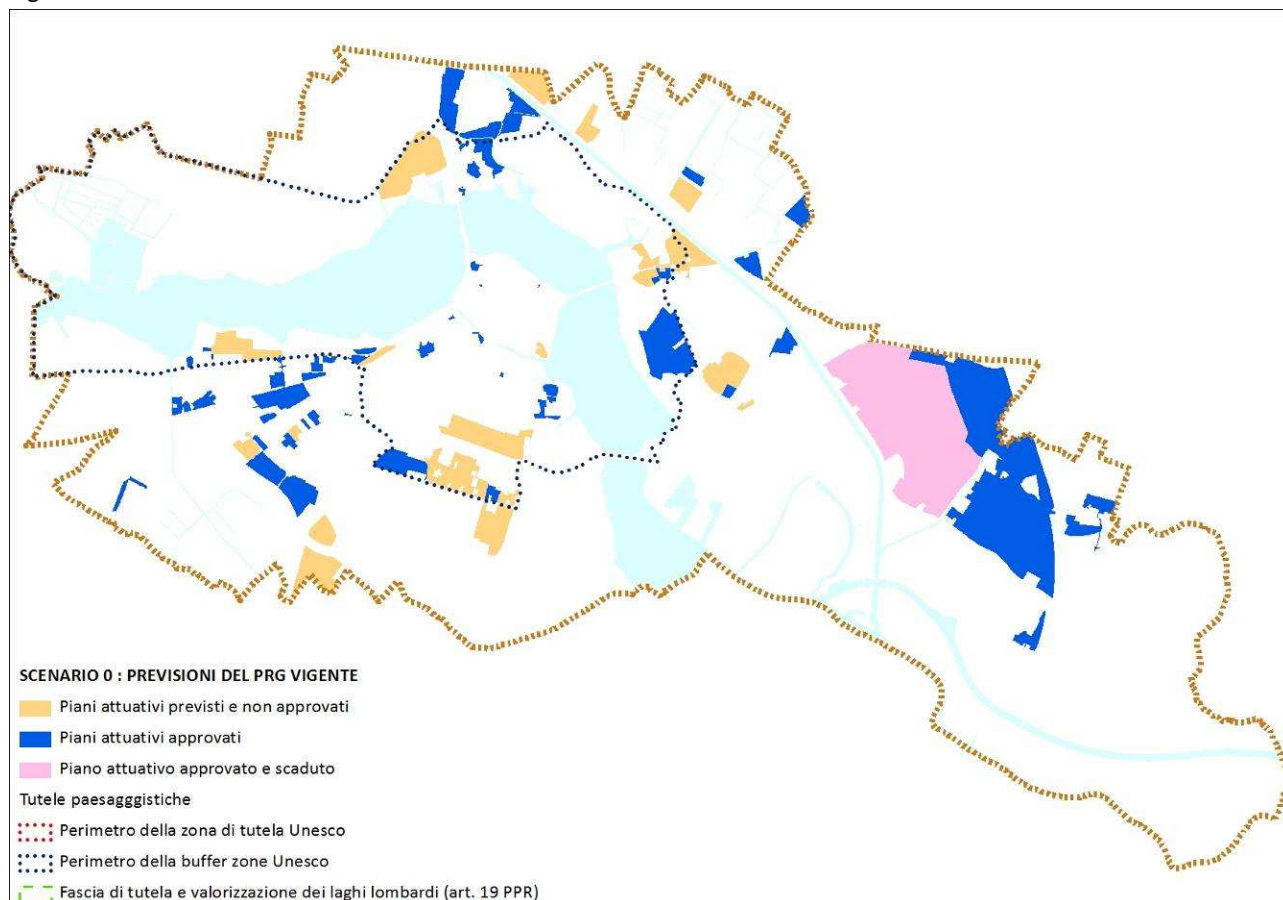 SCENARIO 0 : PREVISIONI DEL PRG VIGENTE
Piani attuativi previsti e non approvati
Piani attuativi approvati
Piano attuativo approvato e scaduto
Tutele paesagggistiche
Perimetro della zona di tutela Unesco
Perimetro della buffer zone Unesco
Fascia di tutela e valorizzazione dei laghi lombardi (art. 19 PPR)